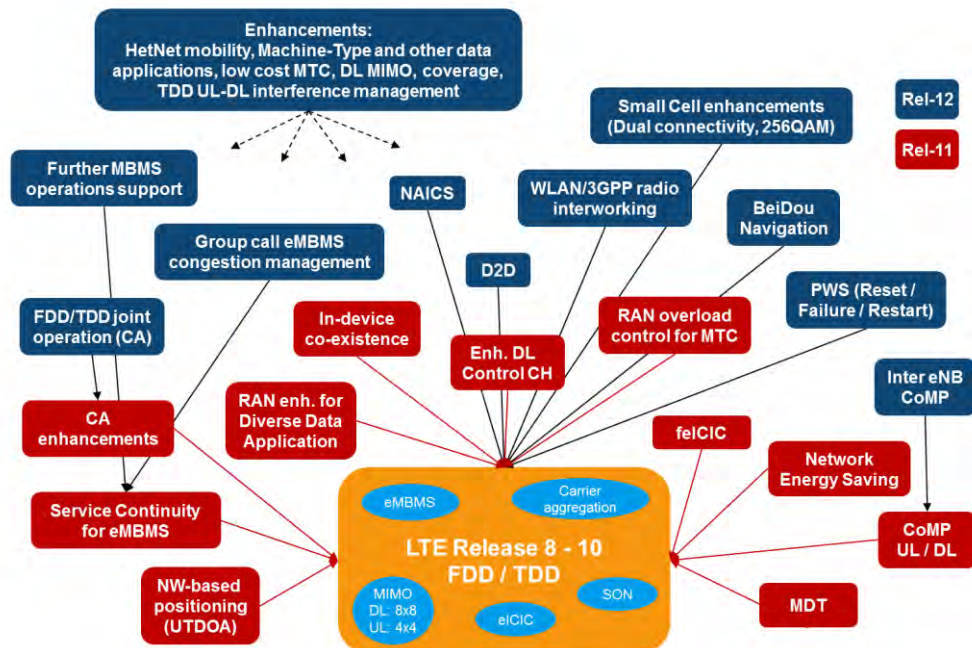 Enhancements:
HetNet mobility, Machine-Type and other data
applications, low cost MTC, DL MIMO, coverage,
TDD UL-DL interference management
Small Cell enhancements
(Dual connectivity, 256QAM)
Rel-12
Rel-11
Further MBMS
operations support
NAICS
WLAN/3GPP radio
interworking
BeiDou
Navigation
Group call eMBMS
congestion management
D2D
PWS (Reset /
Failure / Restart)
FDD/TDD joint
operation (CA)
In-device
co-existence
Enh. DL
Control CH
RAN overload
control for MTC
Inter eNB
CoMP
CA
enhancements
RAN enh. for
Diverse Data
Application
feICIC
Network
Energy Saving
Service Continuity
for eMBMS
CoMP
UL / DL
NW-based
positioning
(UTDOA)
MDT
eMBMS
Carrier
aggregation
LTE Release 8 - 10
FDD / TDD
MIMO
DL: 8x8
UL: 4x4
eICIC
SON